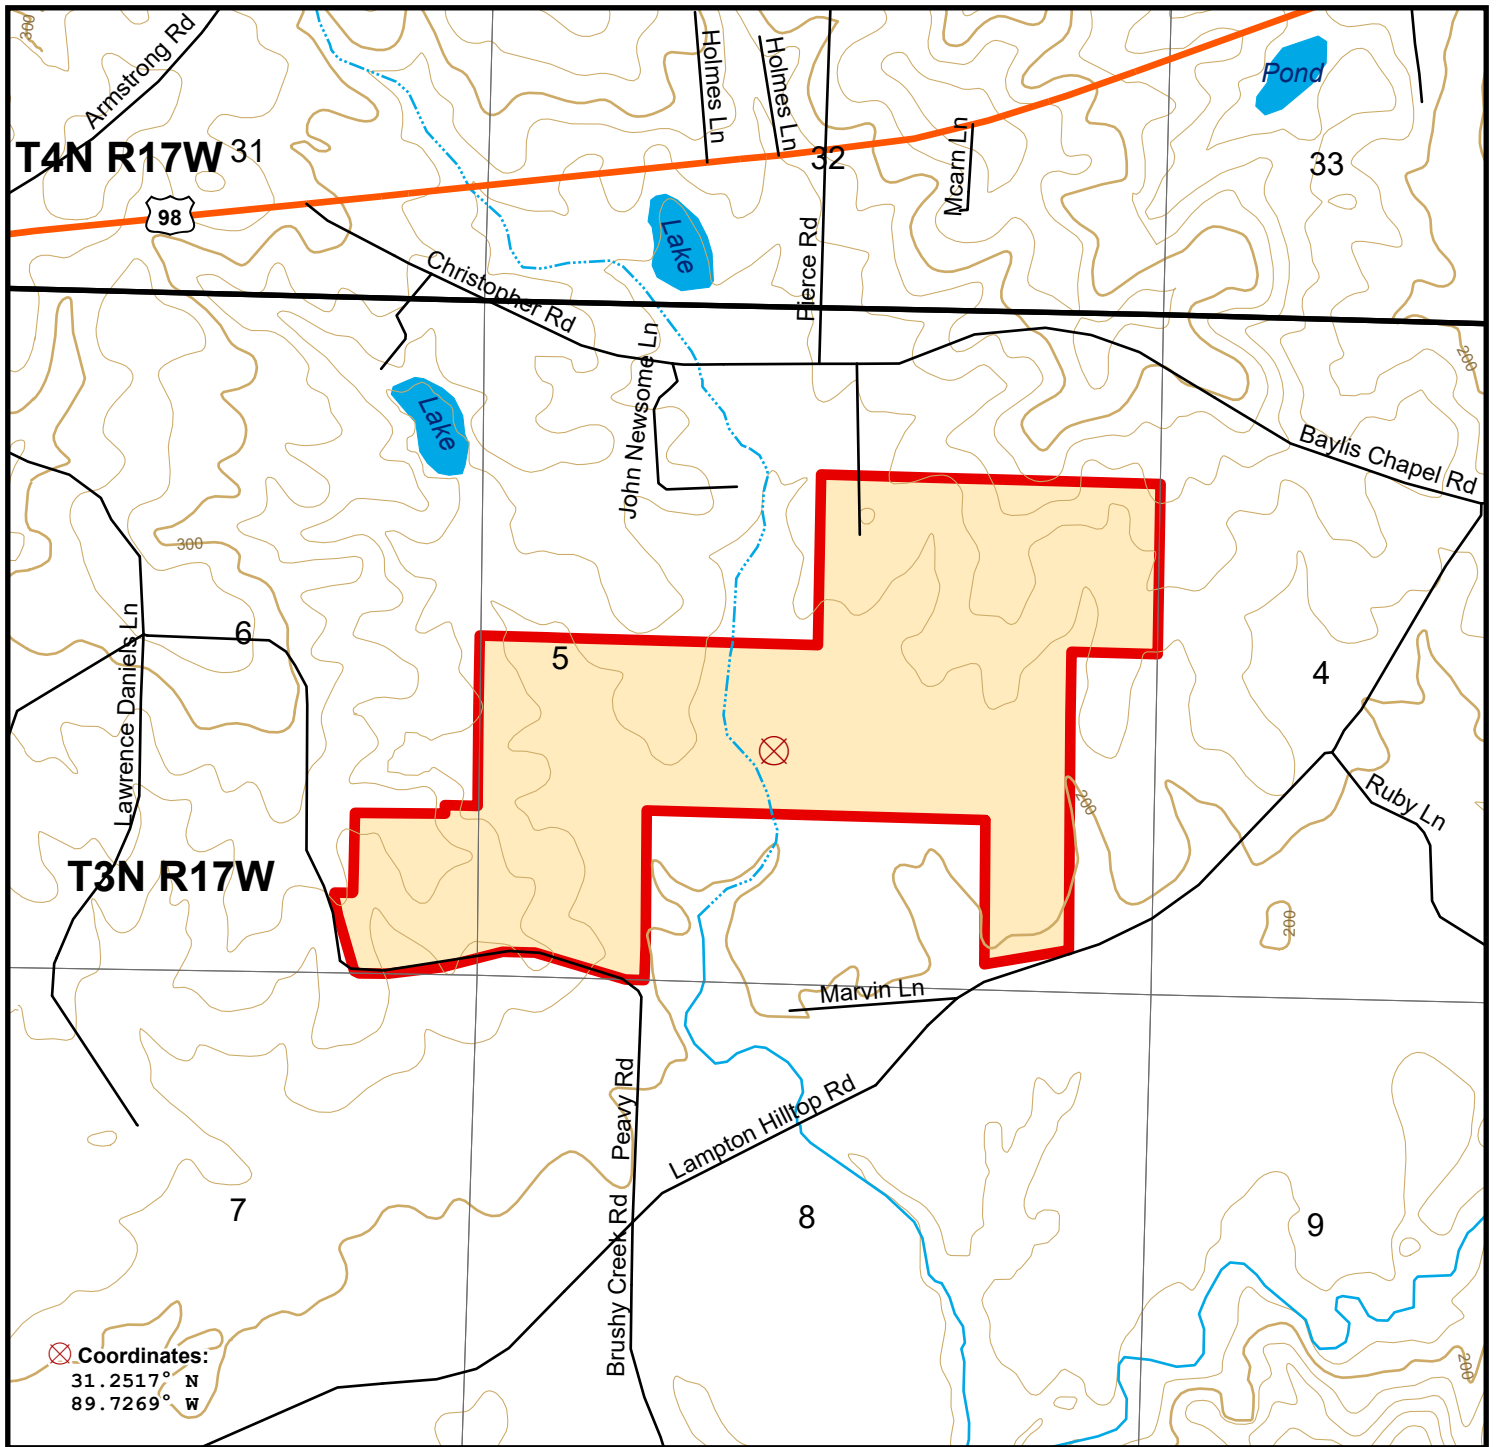 300
Armstrong Rd
Holmes Ln
Holmes Ln
Pond
T4N R17W
31
32
33
Mcarn Ln
98
Lake
Pierce Rd
Christopher Rd
John Newsome Ln
200
Lake
Baylis Chapel Rd
300
Lawrence Daniels Ln
6
5
4
200
Ruby Ln
T3N R17W
200
Marvin Ln
Peavy Rd
Lampton Hilltop Rd
7
8
9
Brushy Creek Rd
Coordinates:
31.2517° N
89.7269° W
200